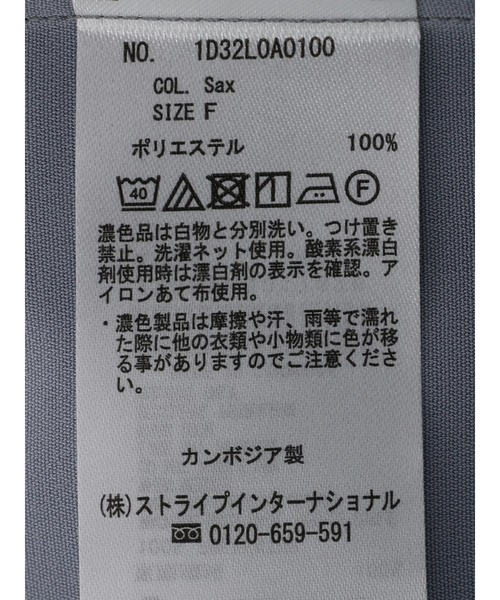 NO. 1D32L0A0100
COL. Sax
SIZE F
ポリエステル 100%
40
F
濃色品は白物と分別洗い。つけ置き
禁止。洗濯ネット使用。酸素系漂白
剤使用時は漂白剤の表示を確認。ア
イロンあて布使用。
・濃色製品は摩擦や汗、雨等で濡れ
た際に他の衣類や小物類に色が移
る事がありますのでご注意くださ
い。
カンボジア製
(株)ストライプインターナショナル
0120-659-591